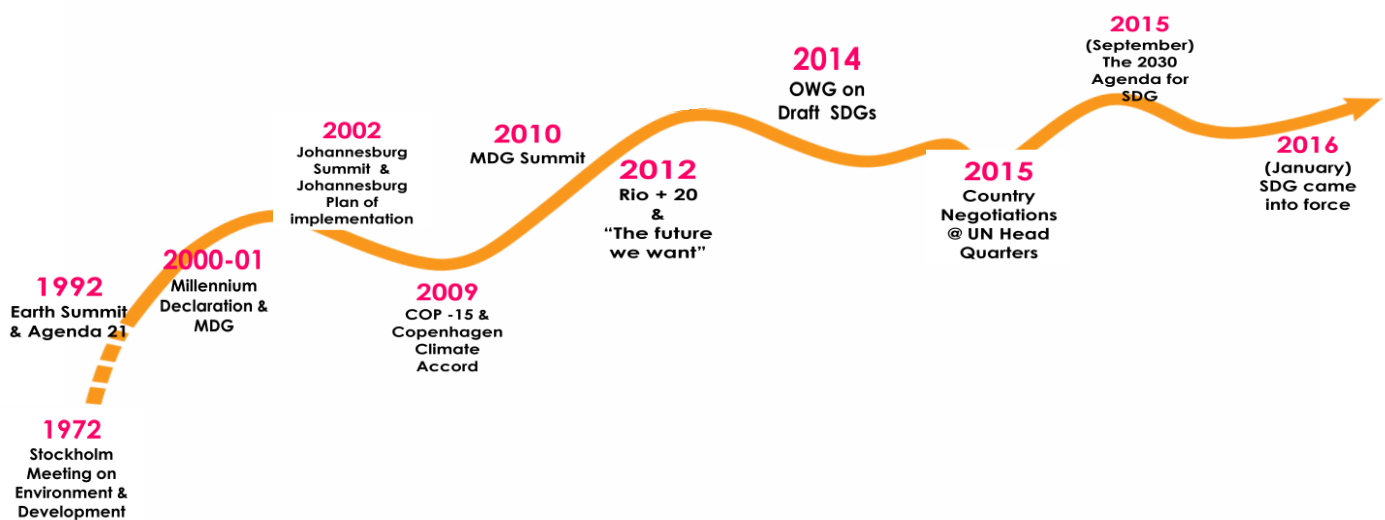 1972
Stockholm
Meeting on
Environment &
Development
1992
Earth Summit
& Agenda 21
2000-01
Millennium
Declaration &
MDG
2002
Johannesburg
Summit &
Johannesburg
Plan of
implementation
2009
COP -15 &
Copenhagen
Climate
Accord
2010
MDG Summit
2012
Rio + 20
&
“The future
we want”
2014
OWG on
Draft SDGs
2015
Country
Negotiations
@ UN Head
Quarters
2015
(September)
The 2030
Agenda for
SDG
2016
(January)
SDG came
into force